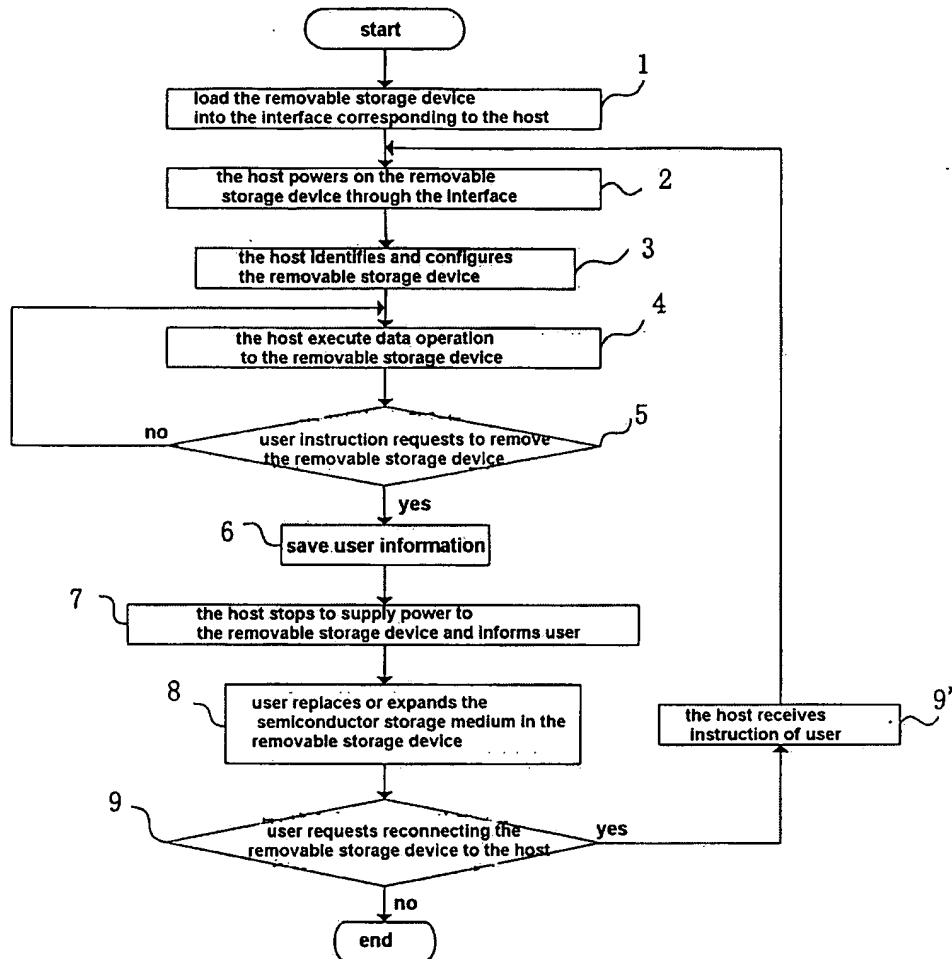 start
1
load the removable storage device
into the interface corresponding to the host
the host powers on the removable
storage device through the interface
2
the host identifies and configures
the removable storage device
3
4
the host execute data operation
to the removable storage device
5
no
user instruction requests to remove
the removable storage device
yes
6
save user information
7
the host stops to supply power to
the removable storage device and informs user
8
user replaces or expands the
semiconductor storage medium in the
removable storage device
the host receives
instruction of user
9'
9
user requests reconnecting the
removable storage device to the host
yes
no
end